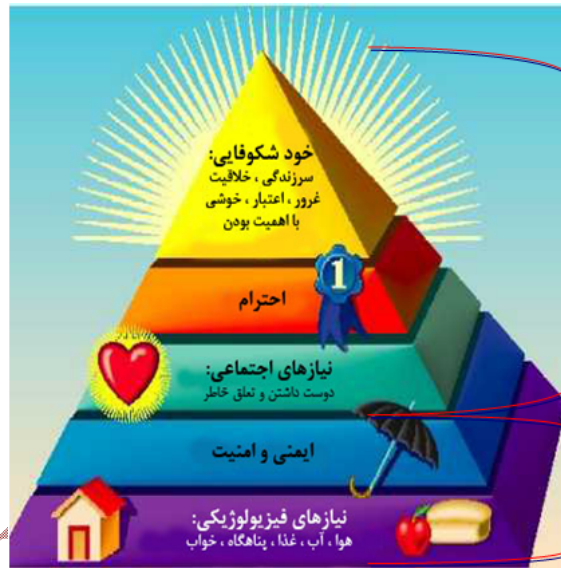 خود شکوفایی:
سرزندگی ، خلاقیت
غرور ، اعتبار ، خوشی
با اهمیت بودن
1
احترام
نیازهای اجتماعی:
دوست داشتن و تعلق خاطر
ایمنی و امنیت
نیازهای فیزیولوژیکی:
هوا ، آب ، غذا ، پناهگاه ، خواب